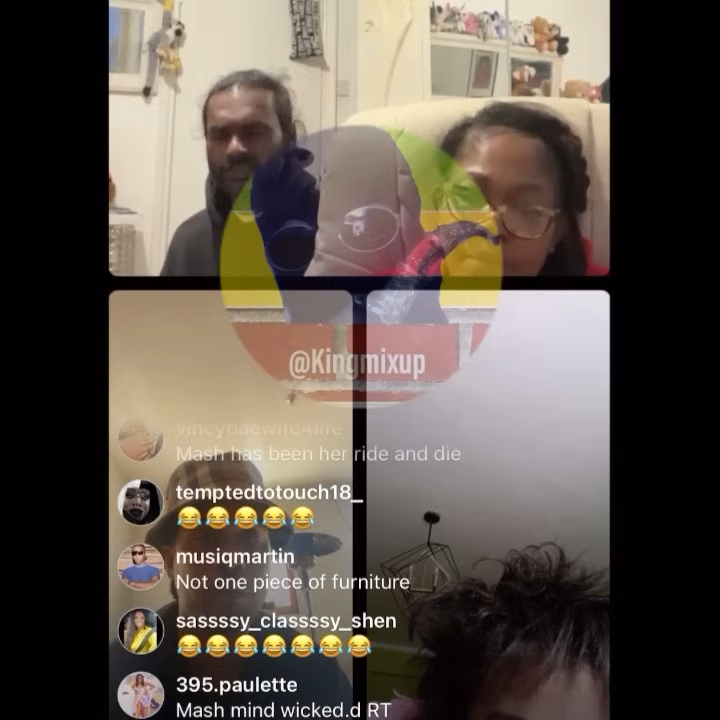 @Kingmixup
vincybaewife4life
Mash has been her ride and die
temptedtotouch18_
😂😂😂😂😂
musiqmartin
Not one piece of furniture
sassssy_classssy_shen
😂😂😂😂😂😂😂
395.paulette
Mash mind wicked.d RT